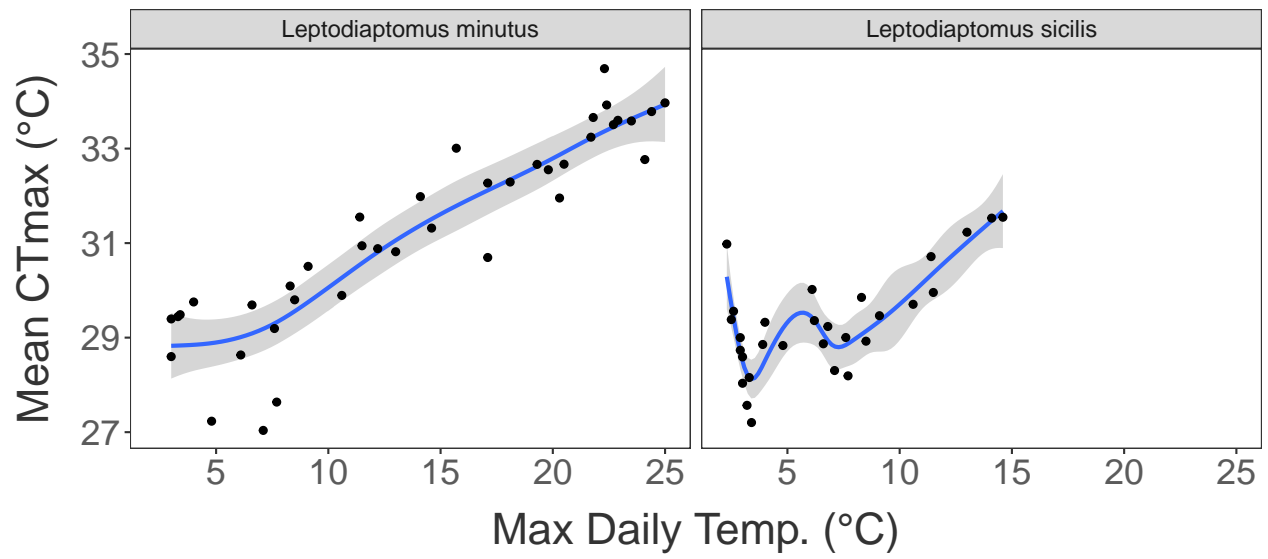 Leptodiaptomus minutus
Leptodiaptomus sicilis
Mean CTmax (°C)
35
33
31
29
27
5 10 15 20 25
5 10 15 20 25
Max Daily Temp. (°C)